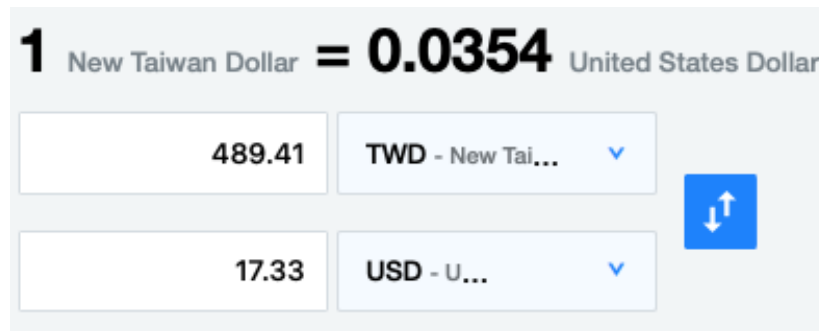 1 New Taiwan Dollar = 0.0354 United States Dollar
489.41 TWD - New Tai...
17.33 USD - U...